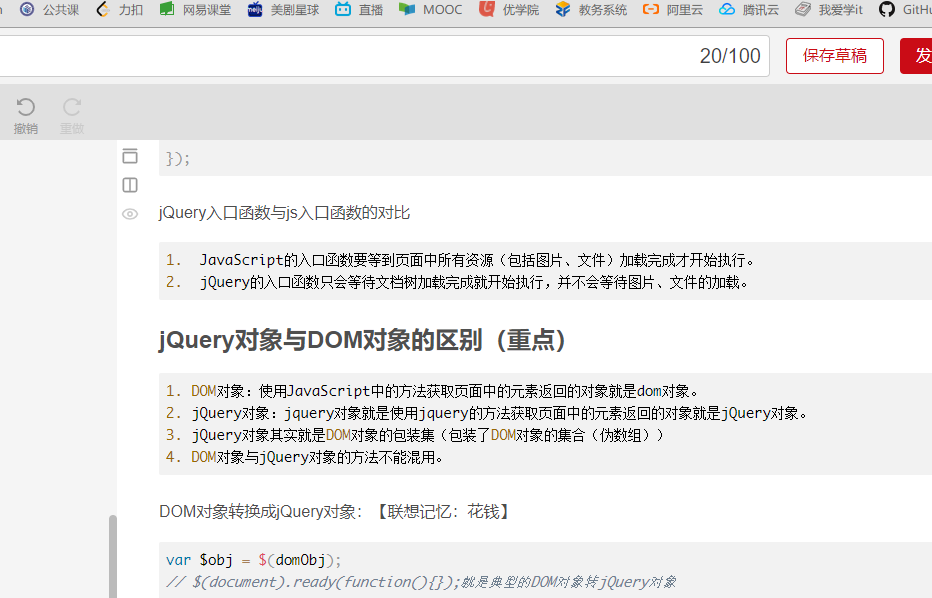 公共课 力扣 网易课堂 美剧星球 直播 MOOC 优学院 教务系统 阿里云 腾讯云 我爱学it
20/100 保存草稿
撤销 重做
});
jQuery入口函数与js入口函数的对比
1. JavaScript的入口函数要等到页面中所有资源（包括图片、文件）加载完成才开始执行。
2. jQuery的入口函数只会等待文档树加载完成就开始执行，并不会等待图片、文件的加载。
jQuery对象与DOM对象的区别（重点）
1. DOM对象：使用JavaScript中的方法获取页面中的元素返回的对象就是dom对象。
2. jQuery对象：jquery对象就是使用jquery的方法获取页面中的元素返回的对象就是jQuery对象。
3. jQuery对象其实就是DOM对象的包装集（包装了DOM对象的集合（伪数组））
4. DOM对象与jQuery对象的方法不能混用。
DOM对象转换成jQuery对象：【联想记忆：花钱】
var $obj = $(domObj);
// $(document).ready(function(){});就是典型的DOM对象转jQuery对象